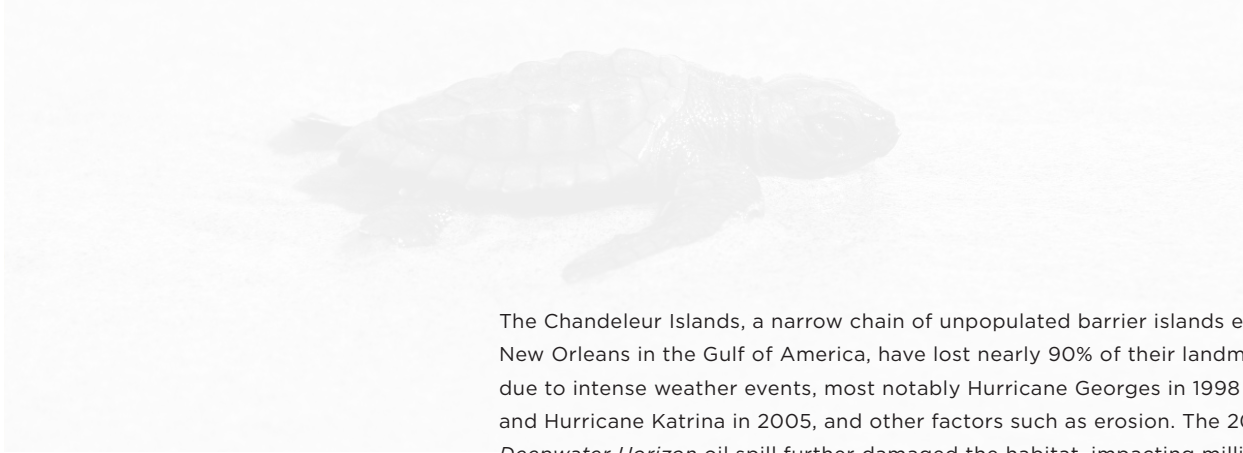 The Chandeleur Islands, a narrow chain of unpopulated barrier islands
New Orleans in the Gulf of America, have lost nearly 90% of their
due to intense weather events, most notably Hurricane Georges in 1998
and Hurricane Katrina in 2005, and other factors such as erosion. The
Deepwater Horizon oil spill further damaged the habitat, impacting